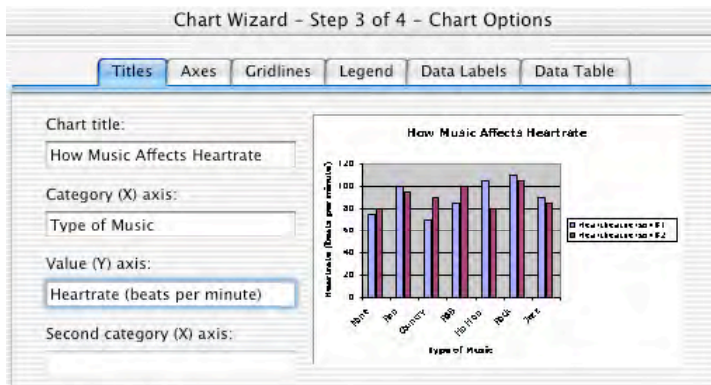 Chart Wizard – Step 3 of 4 – Chart Options
Titles Axes Gridlines Legend Data Labels Data Table
Chart title:
How Music Affects Heartrate
Category (X) axis:
Type of Music
Value (Y) axis:
Heartrate (beats per minute)
Second category (X) axis:
How Music Affects Heartrate
Heartrate (beats per minute)
120
100
80
60
40
20
0
None Pop Country R&B Hip Hop Rock Jazz
Type of Music